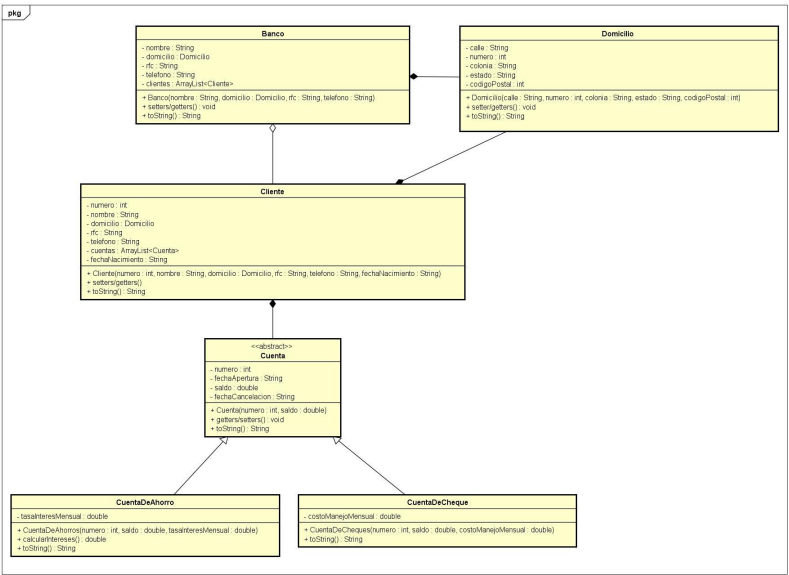 pkg
Banco
- nombre : String
- domicilio : Domicilio
- rfc : String
- telefono : String
- clientes : ArrayList<Cliente>
+ Banco(nombre : String, domicilio : Domicilio, rfc : String, telefono : String)
+ setters/getters() : void
+ toString() : String
Domicilio
- calle : String
- numero : int
- colonia : String
- estado : String
- codigoPostal : int
+ Domicilio(calle : String, numero : int, colonia : String, estado : String, codigoPostal : int)
+ setter/getters() : void
+ toString() : String
Cliente
- numero : int
- nombre : String
- domicilio : Domicilio
- rfc : String
- telefono : String
- cuentas : ArrayList<Cuenta>
- fechaNacimiento : String
+ Cliente(numero : int, nombre : String, domicilio : Domicilio, rfc : String, telefono : String, fechaNacimiento : String)
+ setters/getters()
+ toString() : String
<<abstract>>
Cuenta
- numero : int
- fechaApertura : String
- saldo : double
- fechaCancelacion : String
+ Cuenta(numero : int, saldo : double)
+ getters/setters() : void
+ toString() : String
CuentaDeAhorro
- tasaInteresMensual : double
+ CuentaDeAhorros(numero : int, saldo : double, tasaInteresMensual : double)
+ calcularIntereses() : double
+ toString() : String
CuentaDeCheque
- costoManejoMensual : double
+ CuentaDeCheques(numero : int, saldo : double, costoManejoMensual : double)
+ toString() : String